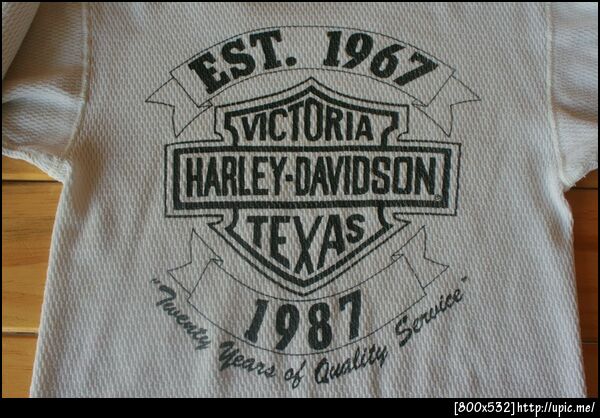 EST. 1967
VICTORIA
HARLEY-DAVIDSON
TEXAS
1987
"Twenty Years of Quality Service"
[800x532]http://upic.me/